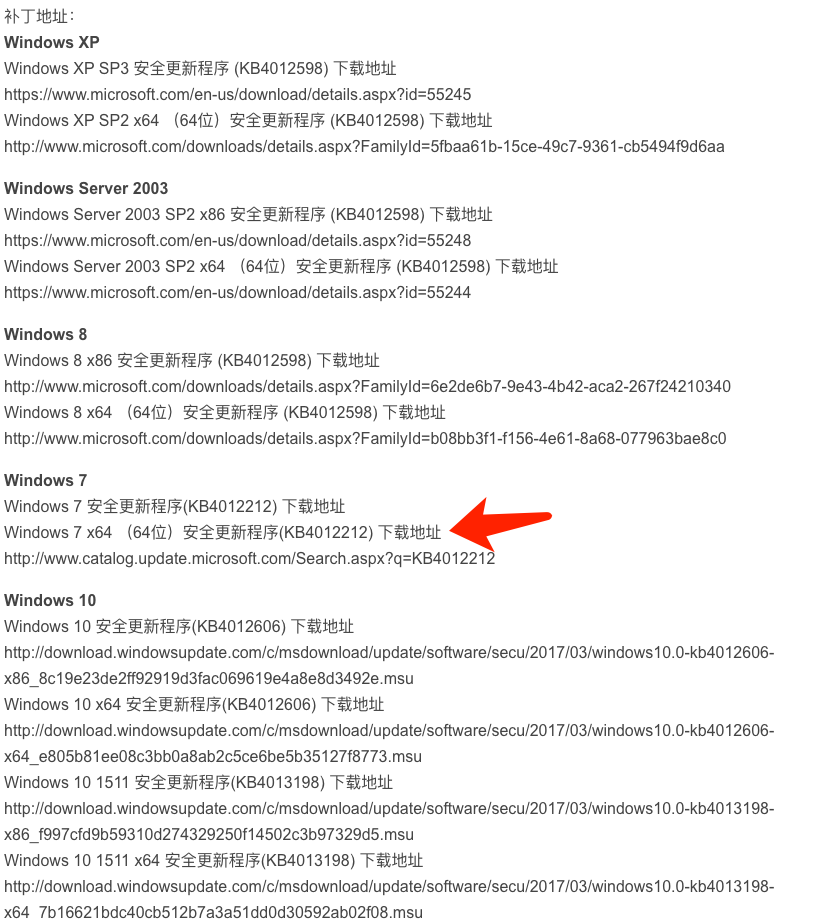 补丁地址：
Windows XP
Windows XP SP3 安全更新程序 (KB4012598) 下载地址
https://www.microsoft.com/en-us/download/details.aspx?id=55245
Windows XP SP2 x64 （64位）安全更新程序 (KB4012598) 下载地址
http://www.microsoft.com/downloads/details.aspx?FamilyId=5fbaa61b-15ce-49c7-9361-cb5494f9d6aa
Windows Server 2003
Windows Server 2003 SP2 x86 安全更新程序 (KB4012598) 下载地址
https://www.microsoft.com/en-us/download/details.aspx?id=55248
Windows Server 2003 SP2 x64 （64位）安全更新程序 (KB4012598) 下载地址
https://www.microsoft.com/en-us/download/details.aspx?id=55244
Windows 8
Windows 8 x86 安全更新程序 (KB4012598) 下载地址
http://www.microsoft.com/downloads/details.aspx?FamilyId=6e2de6b7-9e43-4b42-aca2-267f24210340
Windows 8 x64 （64位）安全更新程序 (KB4012598) 下载地址
http://www.microsoft.com/downloads/details.aspx?FamilyId=b08bb3f1-f156-4e61-8a68-077963bae8c0
Windows 7
Windows 7 安全更新程序(KB4012212) 下载地址
Windows 7 x64 （64位）安全更新程序(KB4012212) 下载地址
http://www.catalog.update.microsoft.com/Search.aspx?q=KB4012212
Windows 10
Windows 10 安全更新程序(KB4012606) 下载地址
http://download.windowsupdate.com/c/msdownload/update/software/secu/2017/03/windows10.0-kb4012606-
x86_8c19e23de2ff92919d3fac069619e4a8e8d3492e.msu
Windows 10 x64 安全更新程序(KB4012606) 下载地址
http://download.windowsupdate.com/c/msdownload/update/software/secu/2017/03/windows10.0-kb4012606-
x64_e805b81ee08c3bb0a8ab2c5ce6be5b35127f8773.msu
Windows 10 1511 安全更新程序(KB4013198) 下载地址
http://download.windowsupdate.com/c/msdownload/update/software/secu/2017/03/windows10.0-kb4013198-
x86_f997cfd9b59310d274329250f14502c3b97329d5.msu
Windows 10 1511 x64 安全更新程序(KB4013198) 下载地址
http://download.windowsupdate.com/c/msdownload/update/software/secu/2017/03/windows10.0-kb4013198-
x64_7b16621bdc40cb512b7a3a51dd0d30592ab02f08.msu